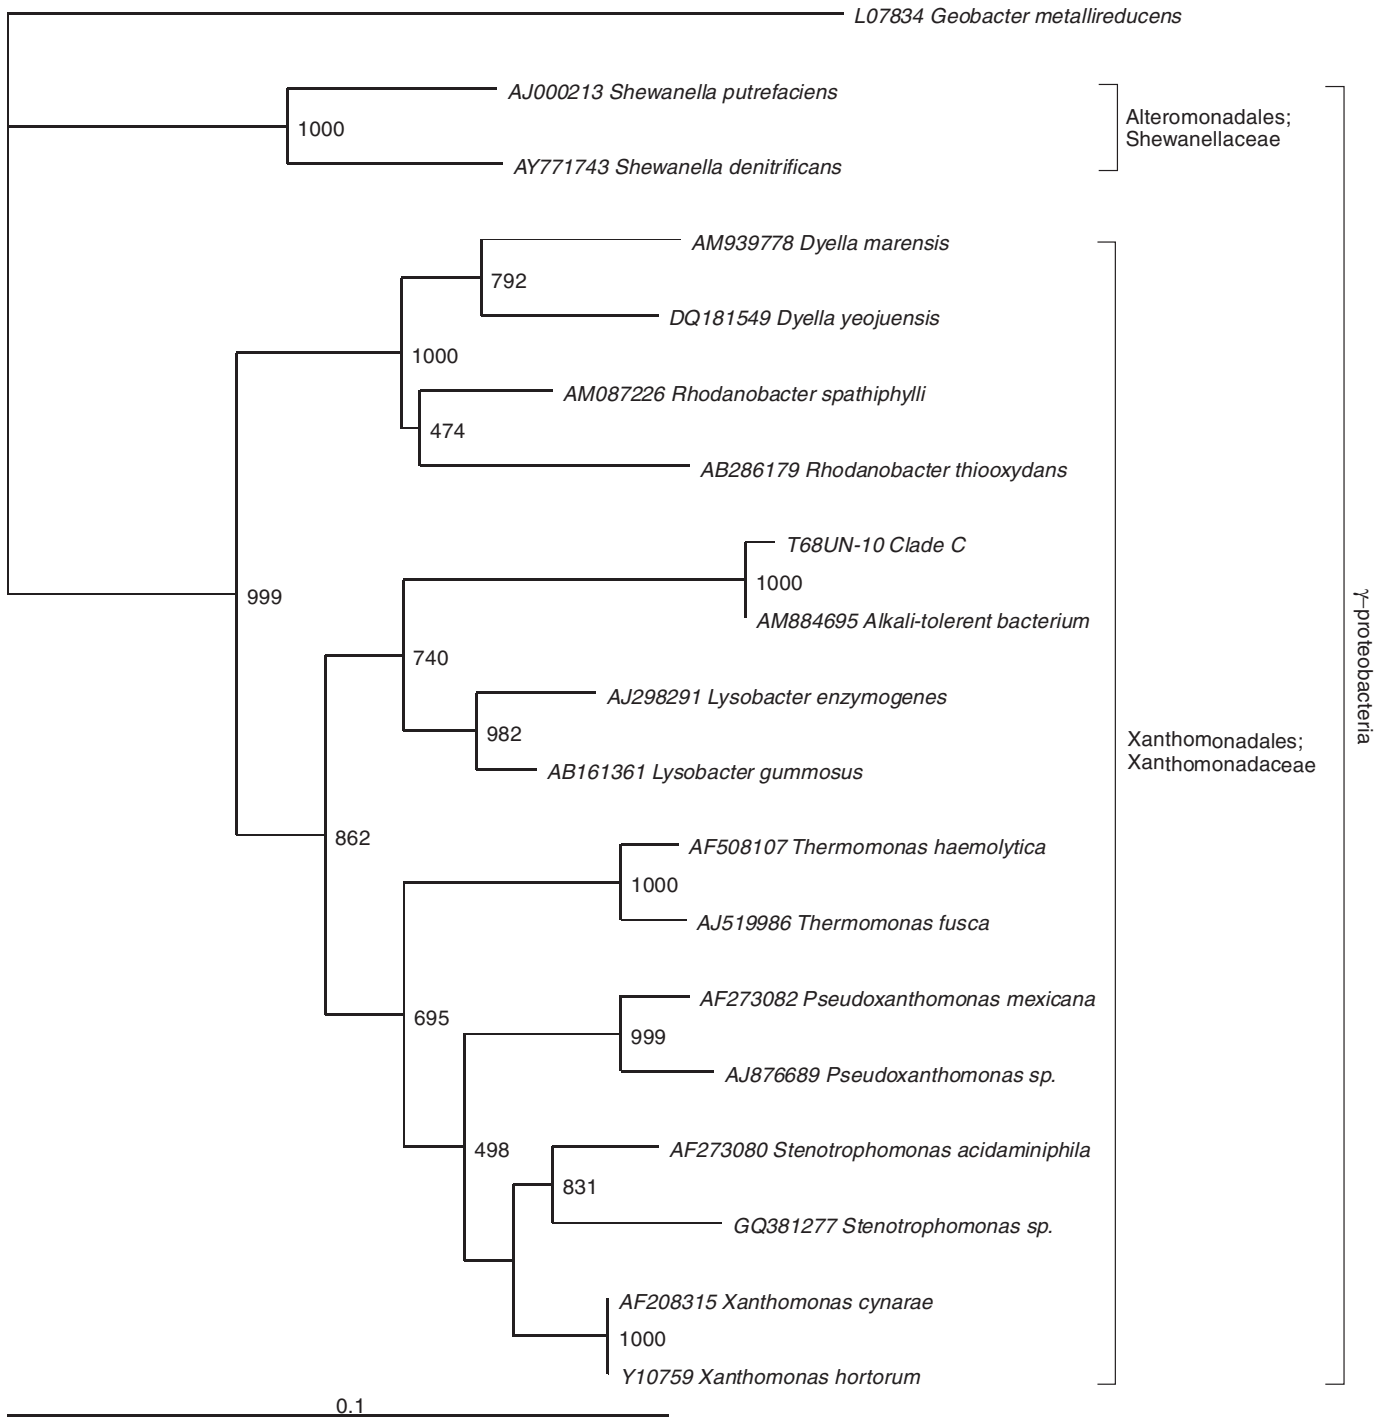 L07834 Geobacter metallireducens
AJ000213 Shewanella putrefaciens
1000
AY771743 Shewanella denitrificans
Alteromonadales;
Shewanellaceae
AM939778 Dyella marensis
792
DQ181549 Dyella yeojuensis
1000
AM087226 Rhodanobacter spathiphylli
474
AB286179 Rhodanobacter thiooxydans
T68UN-10 Clade C
1000
AM884695 Alkali-tolerent bacterium
999
740
AJ298291 Lysobacter enzymogenes
982
AB161361 Lysobacter gummosus
Xanthomonadales;
Xanthomonadaceae
γ–proteobacteria
862
AF508107 Thermomonas haemolytica
1000
AJ519986 Thermomonas fusca
695
AF273082 Pseudoxanthomonas mexicana
999
AJ876689 Pseudoxanthomonas sp.
498
AF273080 Stenotrophomonas acidaminiphila
831
GQ381277 Stenotrophomonas sp.
AF208315 Xanthomonas cynarae
1000
Y10759 Xanthomonas hortorum
0.1